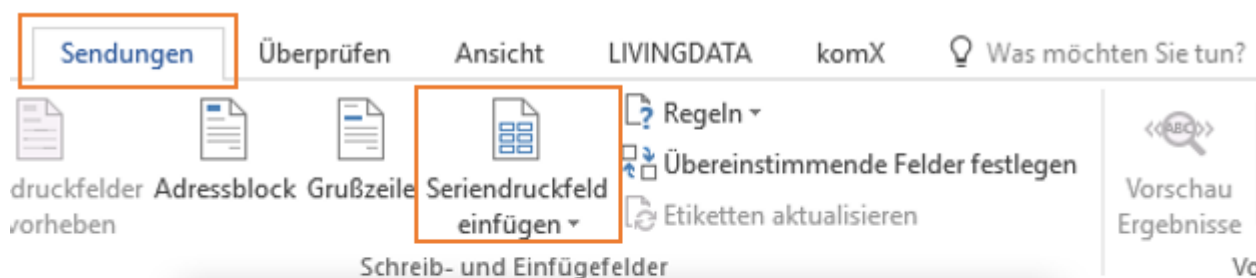 Sendungen Überprüfen Ansicht LIVINGDATA komX Was möchten Sie tun?
druckfelder vorheben
Adressblock
Grußzeile
Seriendruckfeld
einfügen
Regeln
Übereinstimmende Felder festlegen
Etiketten aktualisieren
<<ABC>>
Vorschau
Ergebnisse
Schreib- und Einfügefelder